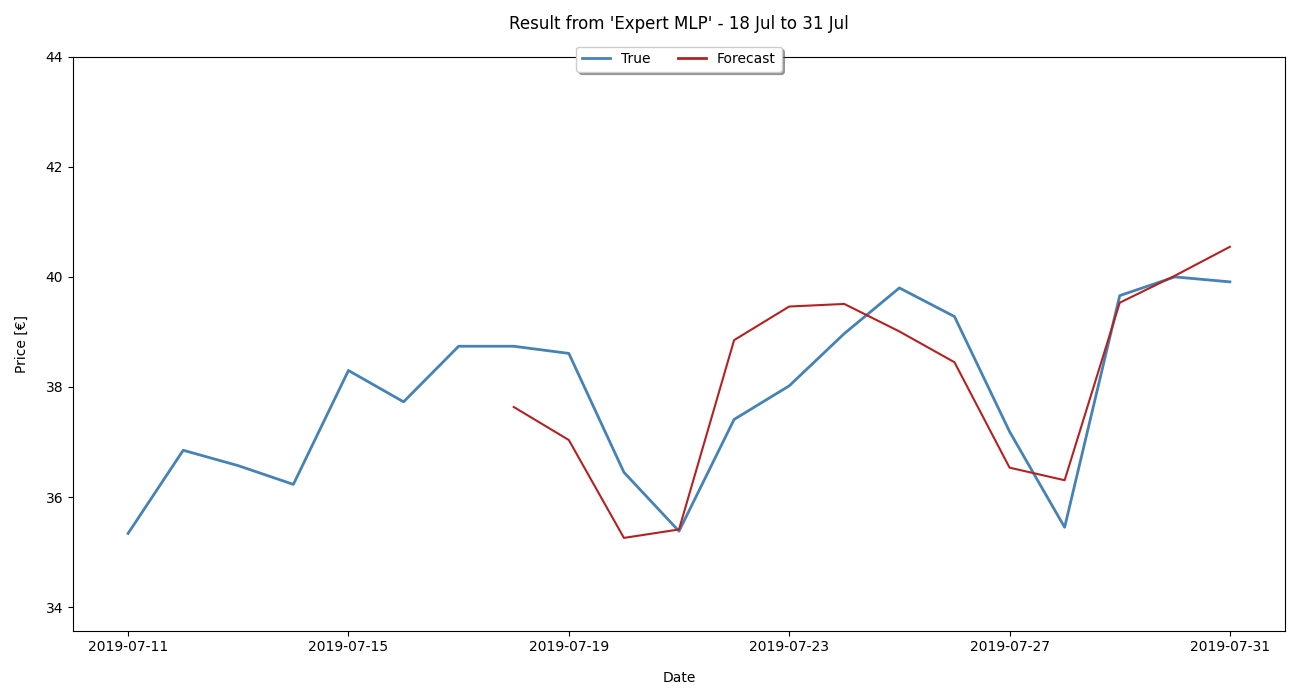 Result from 'Expert MLP' - 18 Jul to 31 Jul
True Forecast
44
42
40
38
36
34
Price [€]
2019-07-11 2019-07-15 2019-07-19 2019-07-23 2019-07-27 2019-07-31
Date